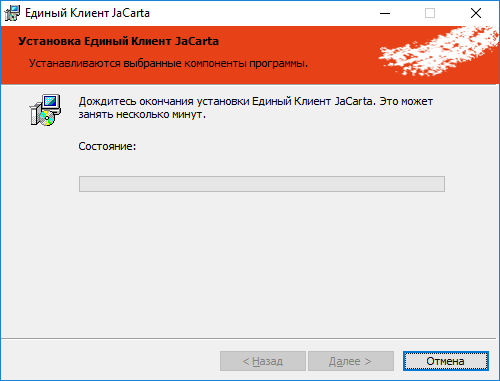 Единый Клиент JaCarta
Установка Единый Клиент JaCarta
Устанавливаются выбранные компоненты программы.
Дождитесь окончания установки Единый Клиент JaCarta. Это может
занять несколько минут.
Состояние:
< Назад
Далее >
Отмена